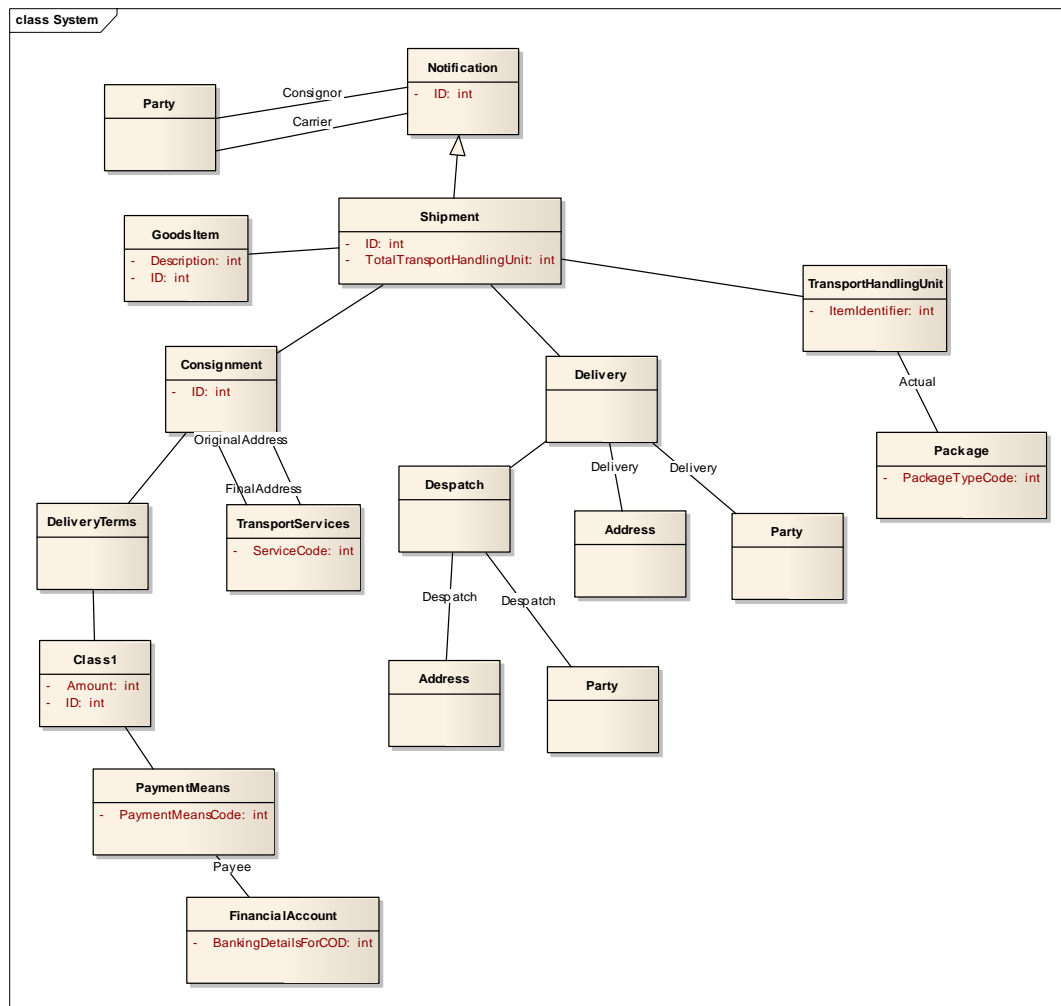 class System
Notification
- ID: int
Party
Consignor
Carrier
Shipment
- ID: int
- TotalTransportHandlingUnit: int
GoodsItem
- Description: int
- ID: int
TransportHandlingUnit
- ItemIdentifier: int
Consignment
- ID: int
Delivery
Actual
Package
- PackageTypeCode: int
OriginalAddress
FinalAddress
Delivery
Delivery
Despatch
DeliveryTerms
TransportServices
- ServiceCode: int
Address
Party
Despatch
Despatch
Class1
- Amount: int
- ID: int
Address
Party
PaymentMeans
- PaymentMeansCode: int
Payee
FinancialAccount
- BankingDetailsForCOD: int